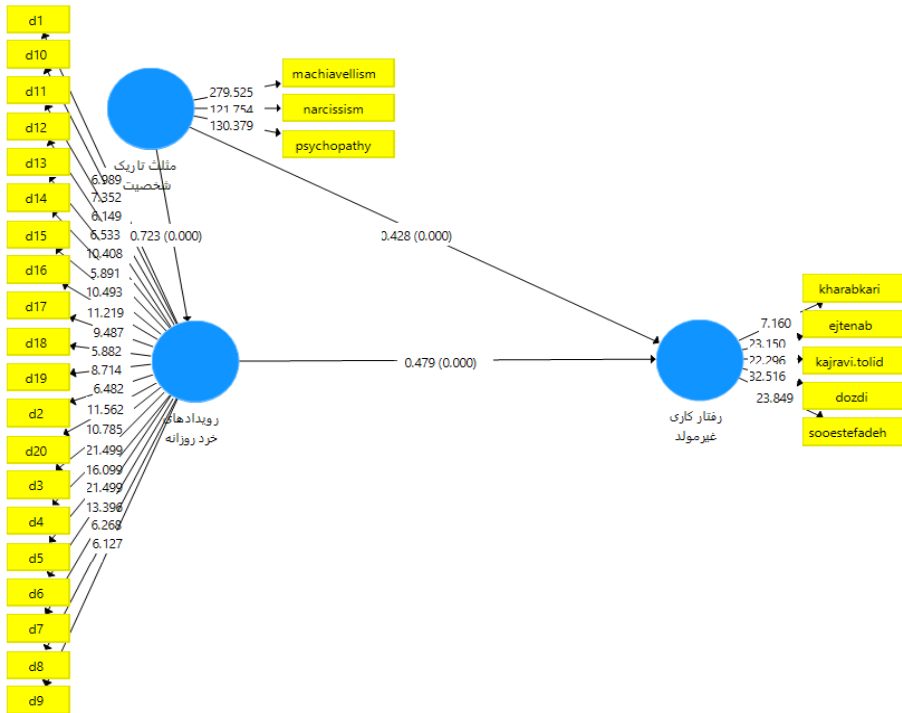 d1
d10
d11
d12
d13
d14
d15
d16
d17
d18
d19
d2
d20
d3
d4
d5
d6
d7
d8
d9
مثلث تاریک
شخصیت
279.525
121.754
130.379
machiavellism
narcissism
psychopathy
6.989
7.352
6.149
6.533
10.408
5.891
10.493
11.219
9.487
5.882
8.714
6.482
11.562
10.785
21.499
16.099
21.499
13.396
6.268
6.127
0.723 (0.000)
0.428 (0.000)
0.479 (0.000)
رویدادهای
خرد روزانه
رفتار کاری
غیرمولد
7.160
23.150
22.296
32.516
23.849
kharabkari
ejtenab
kajravi.tolid
dozdi
sooestefadeh